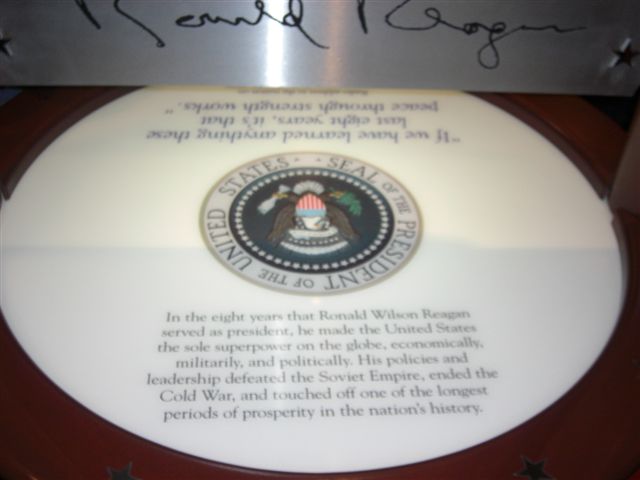 Ronald Reagan
"If we have learned anything these
last eight years, it's that
peace through strength works."
SEAL OF THE PRESIDENT OF THE UNITED STATES
In the eight years that Ronald Wilson Reagan
served as president, he made the United States
the sole superpower on the globe, economically,
militarily, and politically. His policies and
leadership defeated the Soviet Empire, ended the
Cold War, and touched off one of the longest
periods of prosperity in the nation's history.